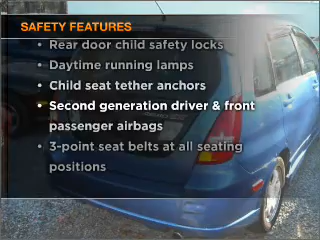 SAFETY FEATURES
• Rear door child safety locks
• Daytime running lamps
• Child seat tether anchors
• Second generation driver & front
passenger airbags
• 3-point seat belts at all seating
positions